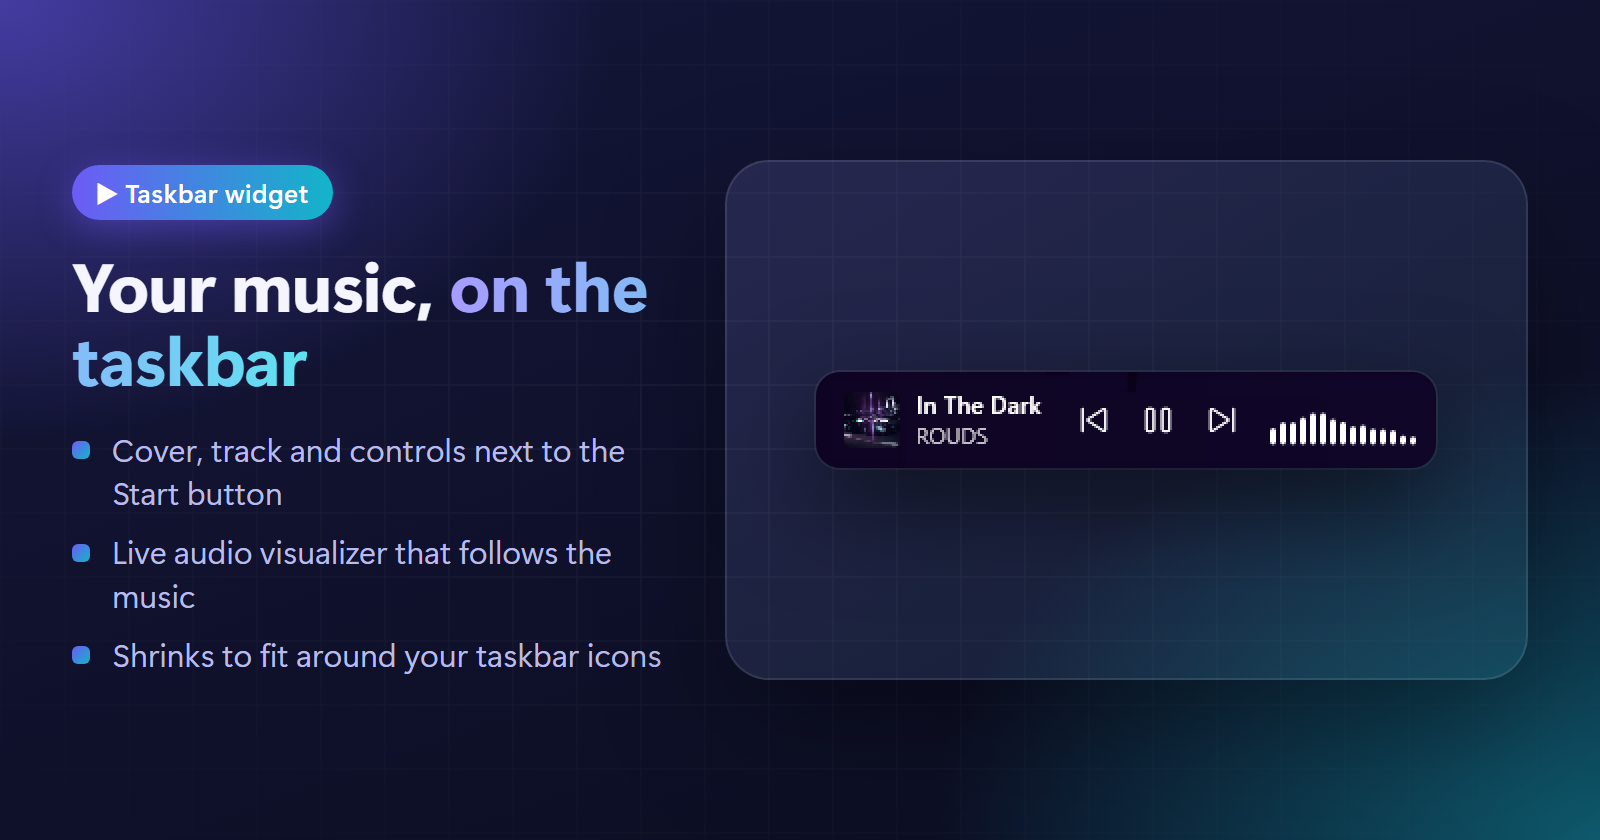 Taskbar widget
Your music, on the
taskbar
Cover, track and controls next to the
Start button
Live audio visualizer that follows the
music
Shrinks to fit around your taskbar icons
In The Dark
ROUDS